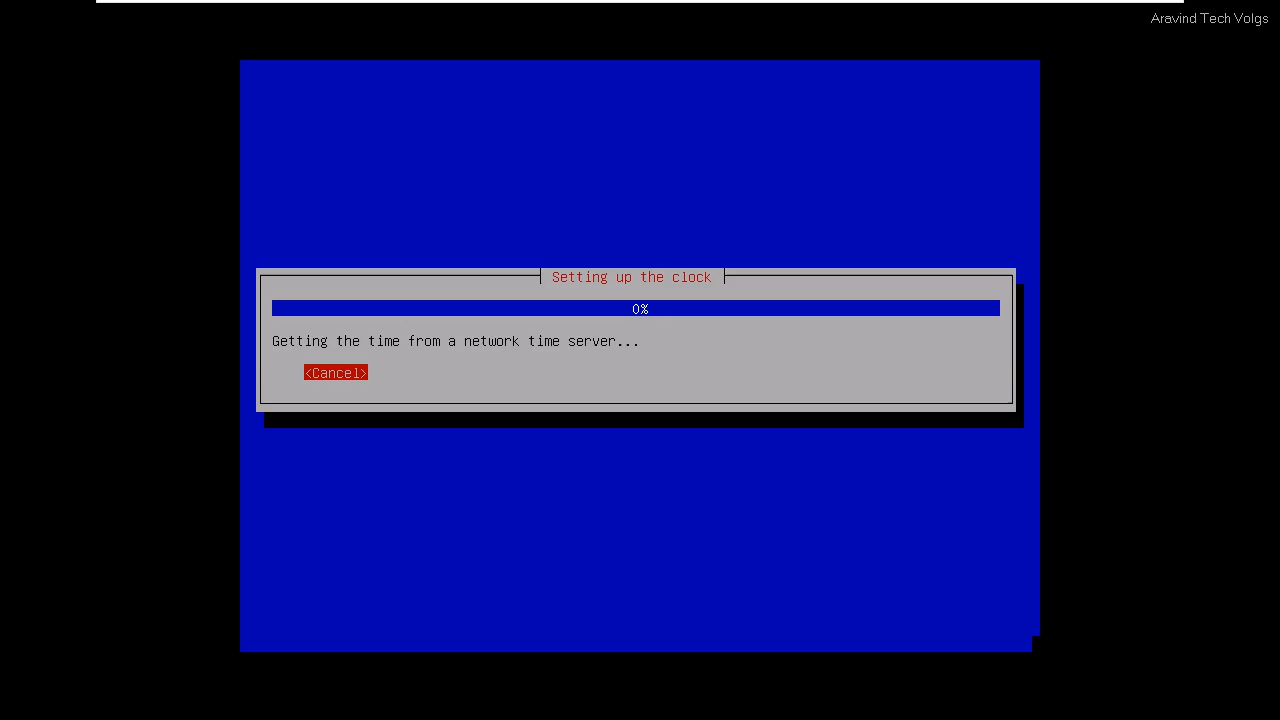 Aravind Tech Volgs
Setting up the clock
0%
Getting the time from a network time server...
<Cancel>